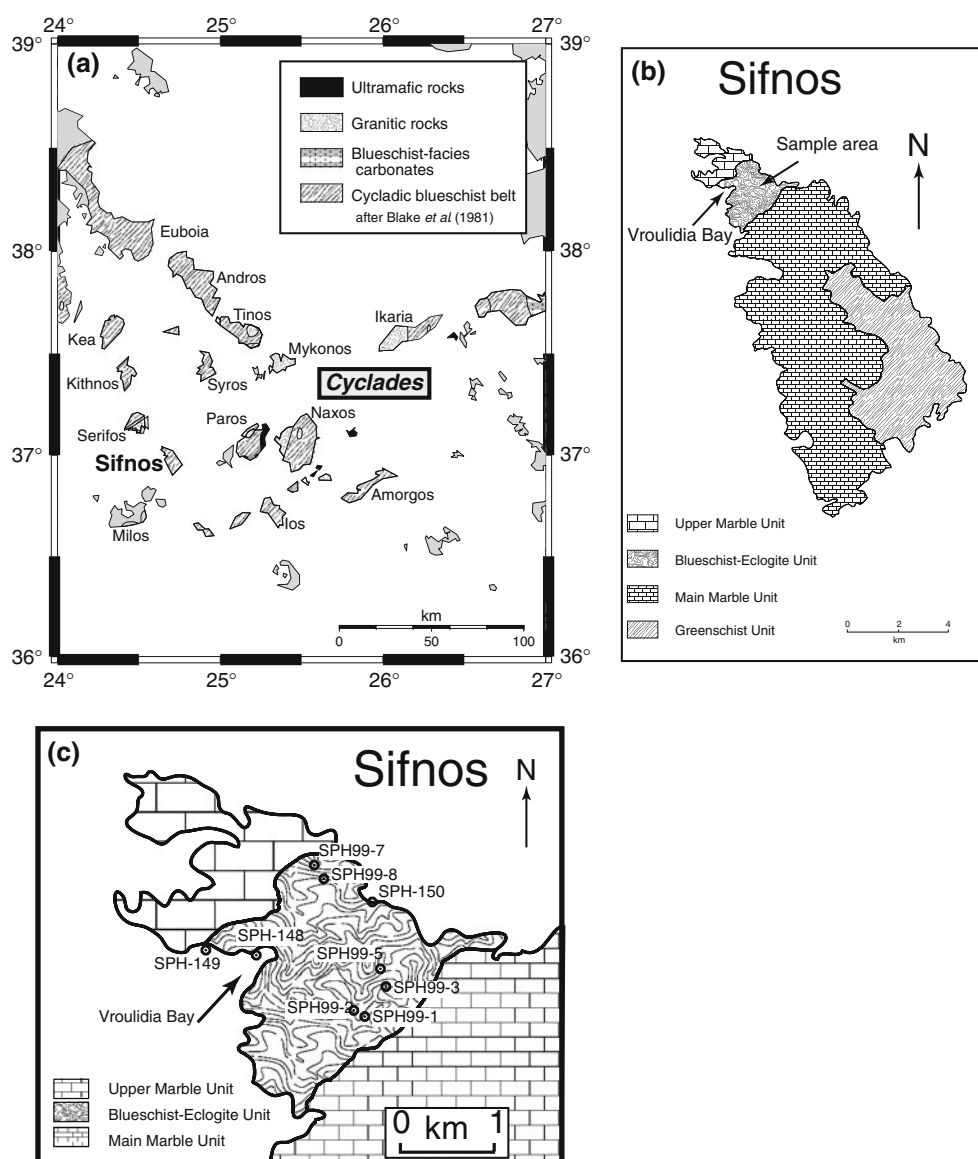 24°
25°
26°
27°
39°
39°
(a)
Ultramafic rocks
Granitic rocks
Blueschist-facies
carbonates
Cycladic blueschist belt
after Blake et al (1981)
Euboia
38°
38°
Andros
Tinos
Ikaria
Kea
Mykonos
Kithnos
Syros
Cyclades
Paros
Naxos
Serifos
37°
37°
Sifnos
Amorgos
Milos
Ios
km
0
50
100
36°
36°
24°
25°
26°
27°
(b)
Sifnos
Sample area
N
Vroulidia Bay
Upper Marble Unit
Blueschist-Eclogite Unit
Main Marble Unit
Greenschist Unit
0 2 4
km
(c)
Sifnos
N
SPH99-7
SPH99-8
SPH-150
SPH-148
SPH-149
SPH99-5
SPH99-3
SPH99-2
SPH99-1
Vroulidia Bay
Upper Marble Unit
Blueschist-Eclogite Unit
Main Marble Unit
0 km 1